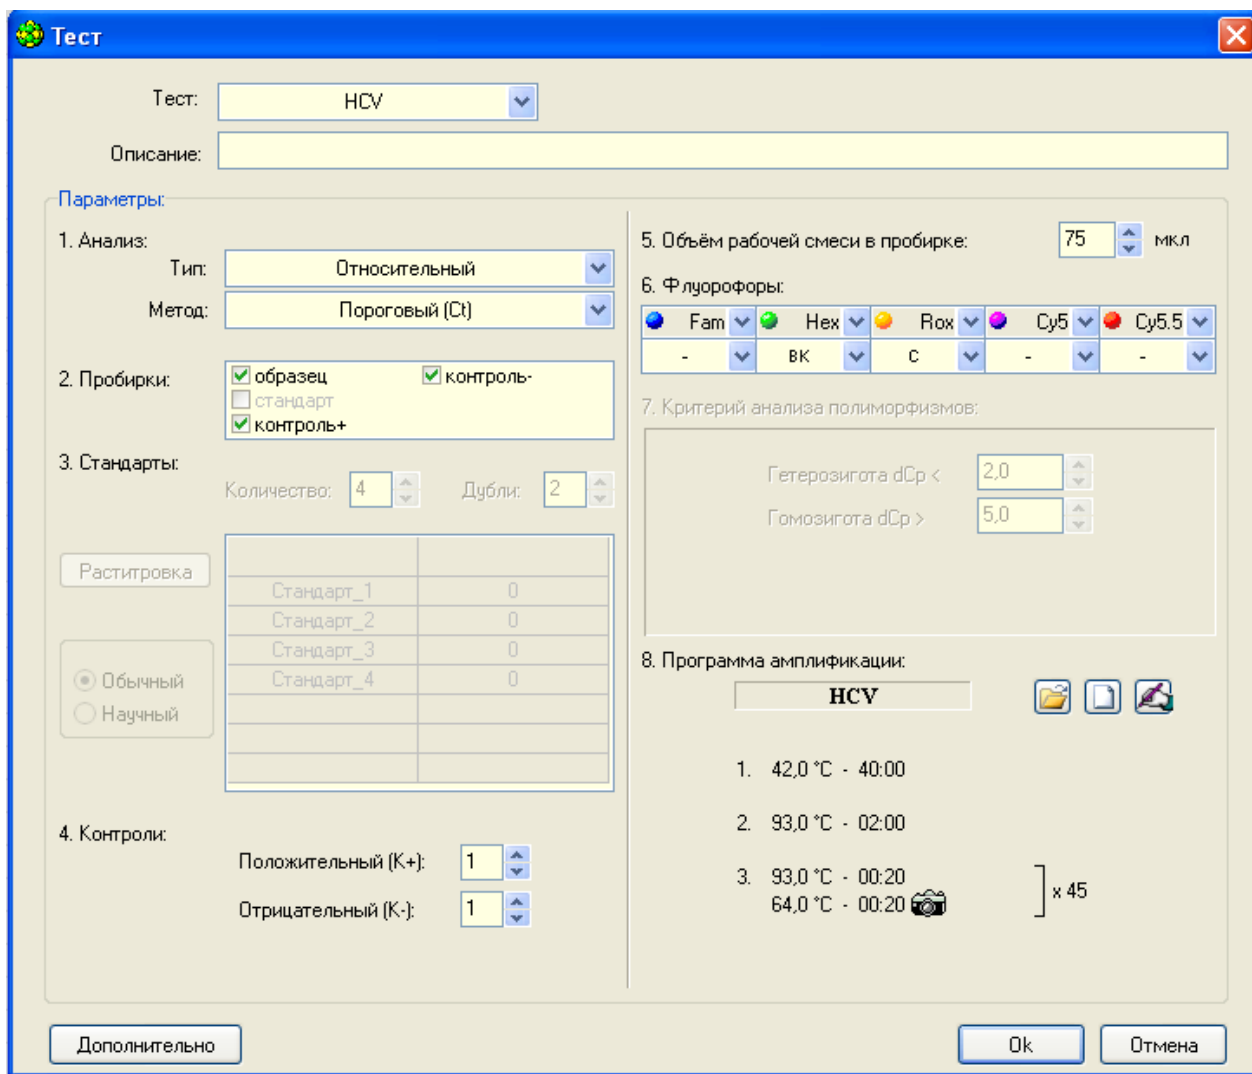 Тест
Тест: HCV
Описание:
Параметры:
1. Анализ:
Тип: Относительный
Метод: Пороговый (Ct)
2. Пробирки: образец контроль-
стандарт
контроль+
3. Стандарты:
Количество: 4 Дубли: 2
Раститровка
Стандарт_1 0
Стандарт_2 0
Стандарт_3 0
Стандарт_4 0
Обычный
Научный
4. Контроли:
Положительный (К+): 1
Отрицательный (К-): 1
5. Объём рабочей смеси в пробирке: 75 мкл
6. Флуорофоры:
Fam Hex Rox Cy5 Cy5.5
- ВК С - -
7. Критерий анализа полиморфизмов:
Гетерозигота dCp < 2,0
Гомозигота dCp > 5,0
8. Программа амплификации:
HCV
1. 42,0 °C - 40:00
2. 93,0 °C - 02:00
3. 93,0 °C - 00:20
64,0 °C - 00:20
x 45
Дополнительно Ok Отмена